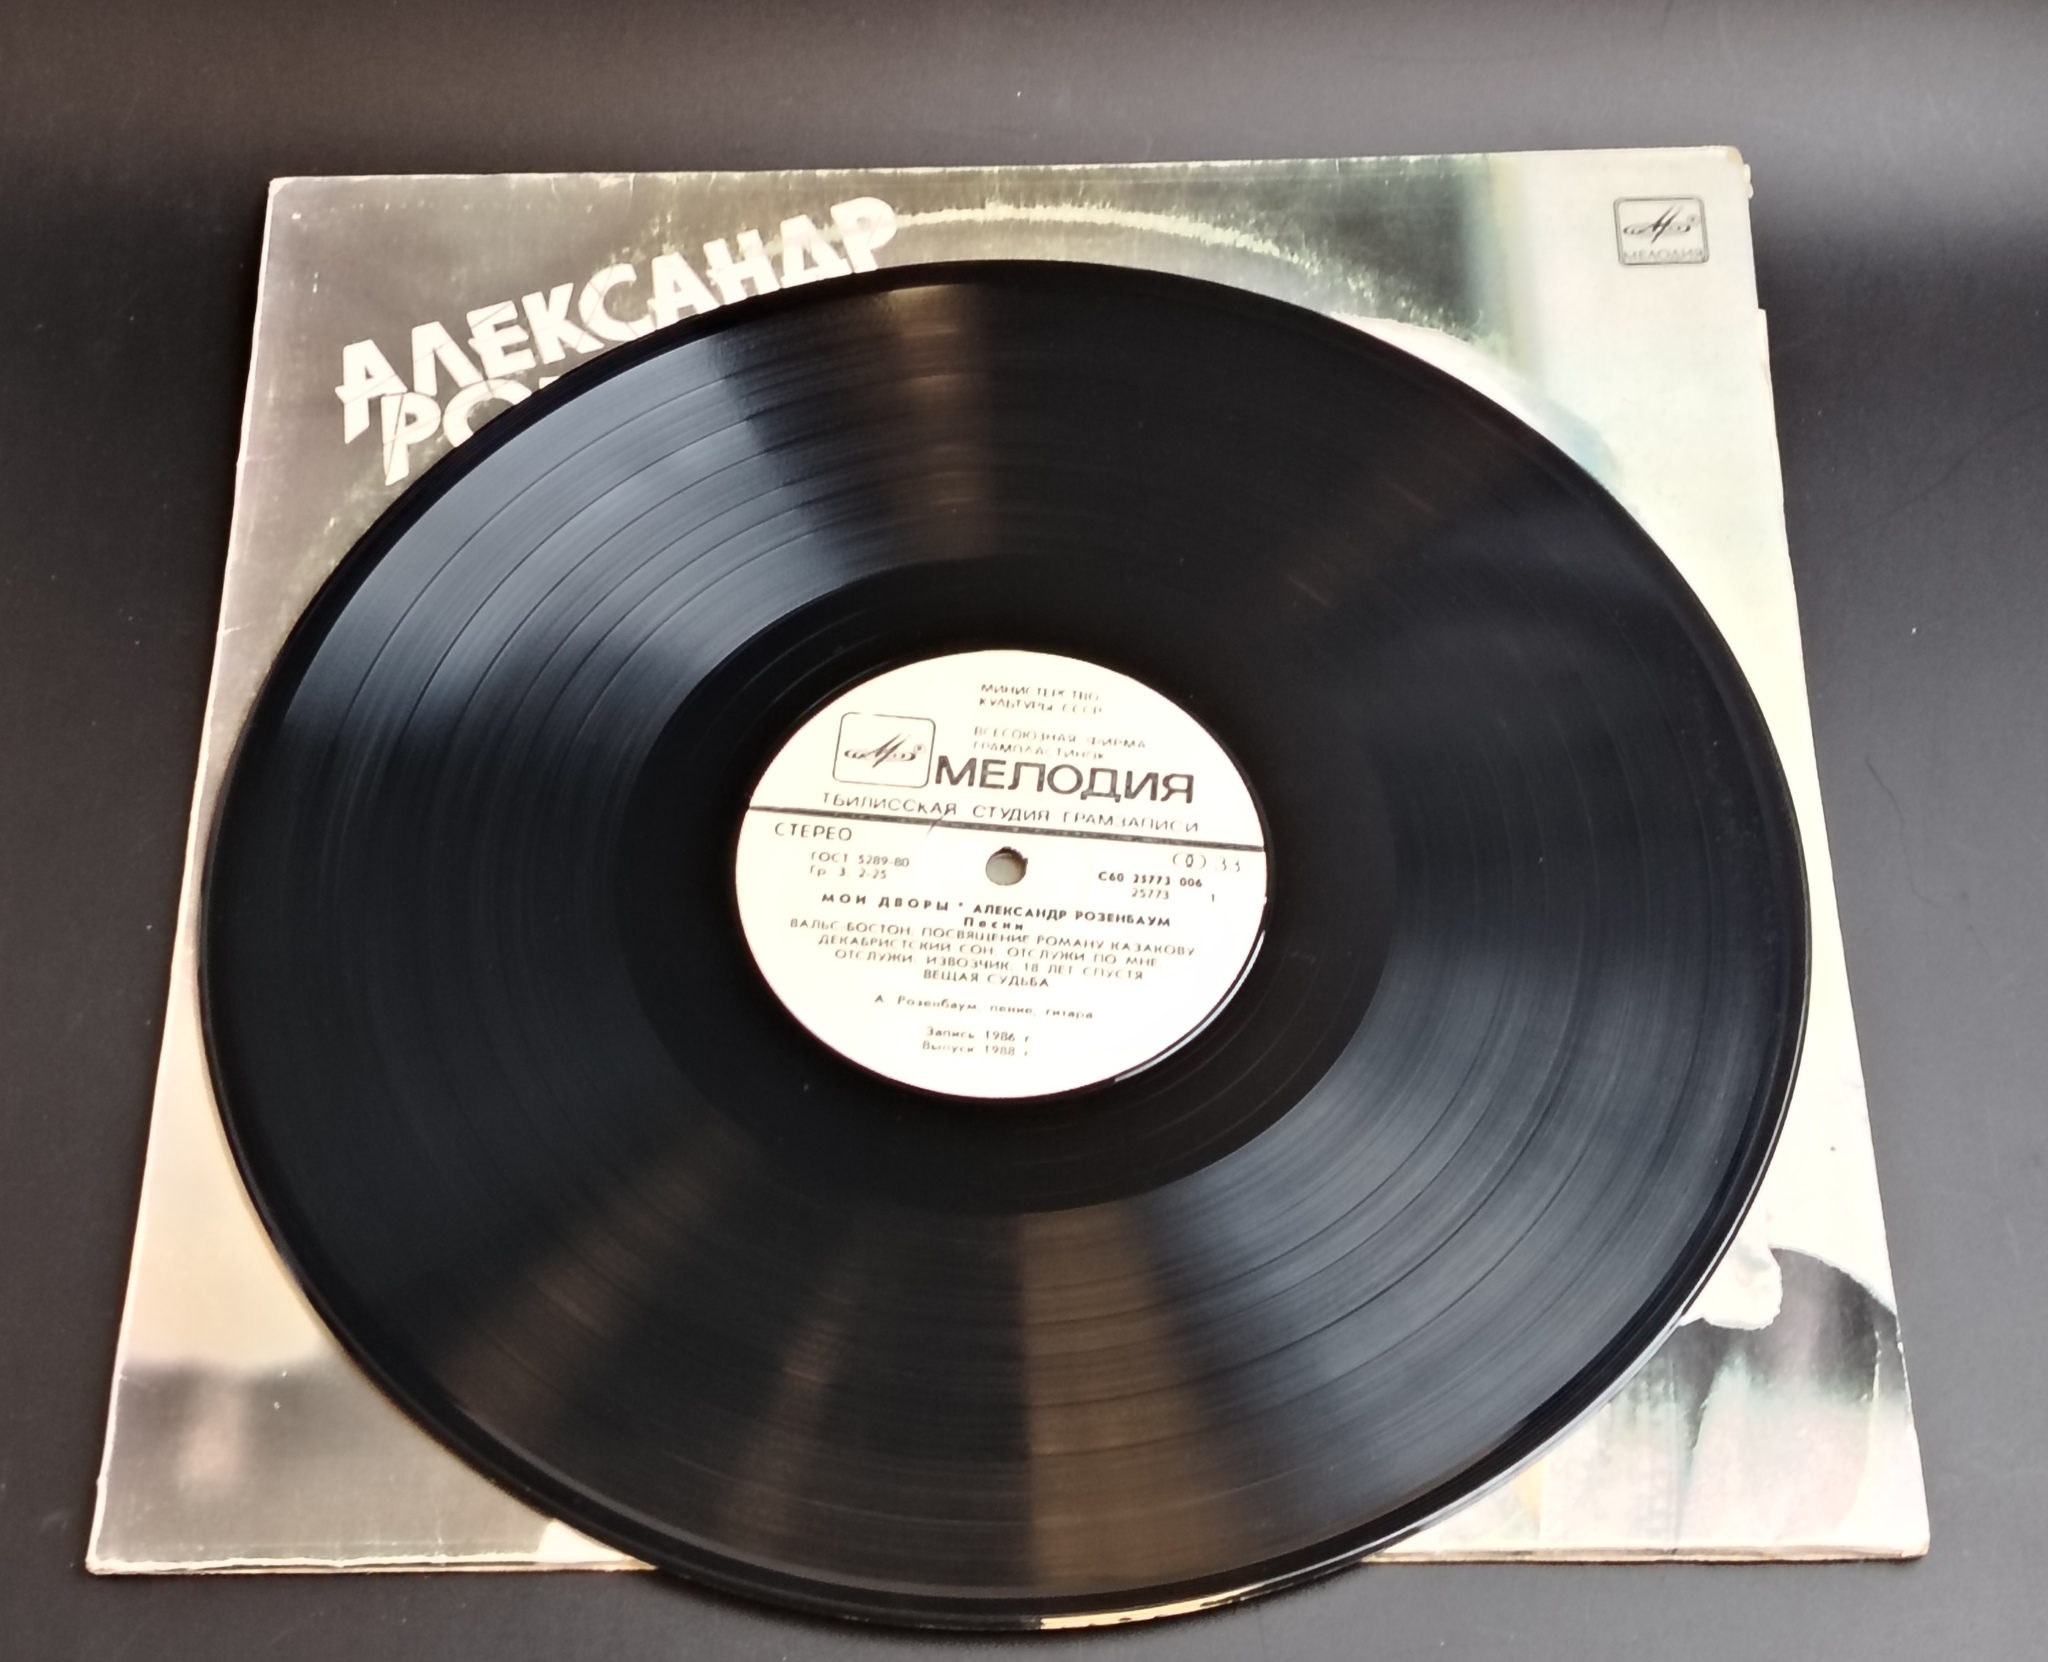 АЛЕКСАНДР
МЕЛОДИЯ
МИНИСТЕРСТВО
КУЛЬТУРЫ СССР
ВСЕСОЮЗНАЯ ФИРМА
ГРАМПЛАСТИНОК
МЕЛОДИЯ
ТБИЛИССКАЯ СТУДИЯ ГРАМЗАПИСИ
СТЕРЕО
ГОСТ 5289-80
Гр. 3 2-25
33
С60 25773 006
25773 1
МОИ ДВОРЫ • АЛЕКСАНДР РОЗЕНБАУМ
Песни
ВАЛЬС-БОСТОН; ПОСВЯЩЕНИЕ РОМАНУ КАЗАКОВУ
ДЕКАБРИСТСКИЙ СОН; ОТСЛУЖИ ПО МНЕ,
ОТСЛУЖИ; ИЗВОЗЧИК; 18 ЛЕТ СПУСТЯ
ВЕЩАЯ СУДЬБА
А. Розенбаум, пение, гитара
Запись 1986 г.
Выпуск 1988 г.